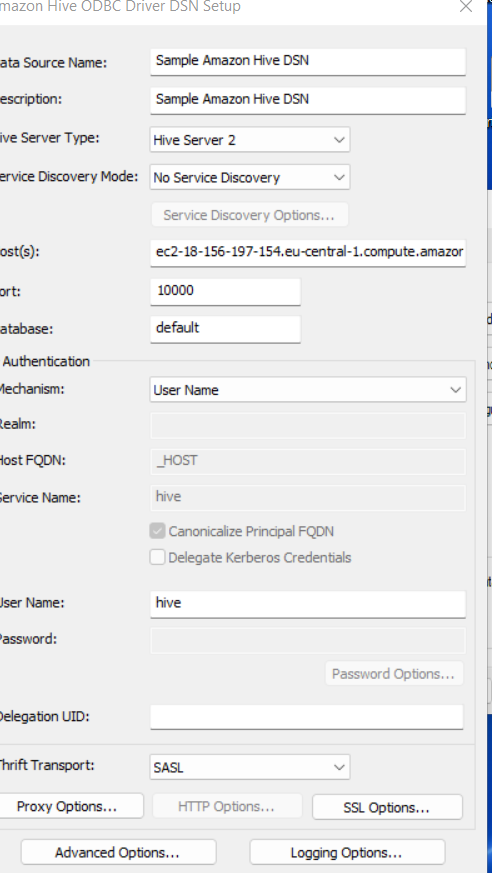 mazon Hive ODBC Driver DSN Setup
ata Source Name: Sample Amazon Hive DSN
escription: Sample Amazon Hive DSN
ive Server Type: Hive Server 2
ervice Discovery Mode: No Service Discovery
Service Discovery Options...
ost(s): ec2-18-156-197-154.eu-central-1.compute.amazor
ort: 10000
atabase: default
Authentication
Mechanism: User Name
Realm:
Host FQDN: _HOST
Service Name: hive
Canonicalize Principal FQDN
Delegate Kerberos Credentials
User Name: hive
Password:
Password Options...
Delegation UID:
Thrift Transport: SASL
Proxy Options... HTTP Options... SSL Options...
Advanced Options... Logging Options...